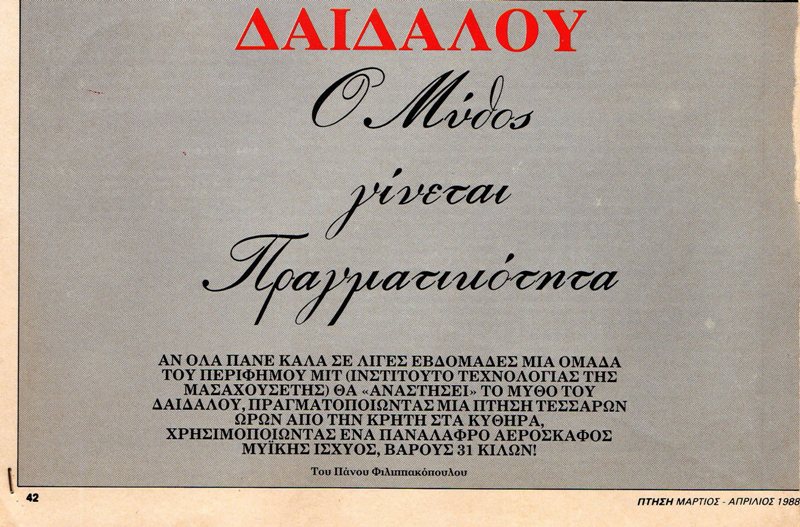 ΔΑΙΔΑΛΟΥ
Ο Μύθος
γίνεται
Πραγματικότητα
ΑΝ ΟΛΑ ΠΑΝΕ ΚΑΛΑ ΣΕ ΛΙΓΕΣ ΕΒΔΟΜΑΔΕΣ ΜΙΑ ΟΜΑΔΑ
ΤΟΥ ΠΕΡΙΦΗΜΟΥ ΜΙΤ (ΙΝΣΤΙΤΟΥΤΟ ΤΕΧΝΟΛΟΓΙΑΣ ΤΗΣ
ΜΑΣΑΧΟΥΣΕΤΗΣ) ΘΑ «ΑΝΑΣΤΗΣΕΙ» ΤΟ ΜΥΘΟ ΤΟΥ
ΔΑΙΔΑΛΟΥ, ΠΡΑΓΜΑΤΟΠΟΙΩΝΤΑΣ ΜΙΑ ΠΤΗΣΗ ΤΕΣΣΑΡΩΝ
ΩΡΩΝ ΑΠΟ ΤΗΝ ΚΡΗΤΗ ΣΤΑ ΚΥΘΗΡΑ,
ΧΡΗΣΙΜΟΠΟΙΩΝΤΑΣ ΕΝΑ ΠΑΝΑΛΑΦΡΟ ΑΕΡΟΣΚΑΦΟΣ
ΜΥΪΚΗΣ ΙΣΧΥΟΣ, ΒΑΡΟΥΣ 31 ΚΙΛΩΝ!
Του Πάνου Φιλιππακόπουλου
42
ΠΤΗΣΗ ΜΑΡΤΙΟΣ - ΑΠΡΙΛΙΟΣ 1988